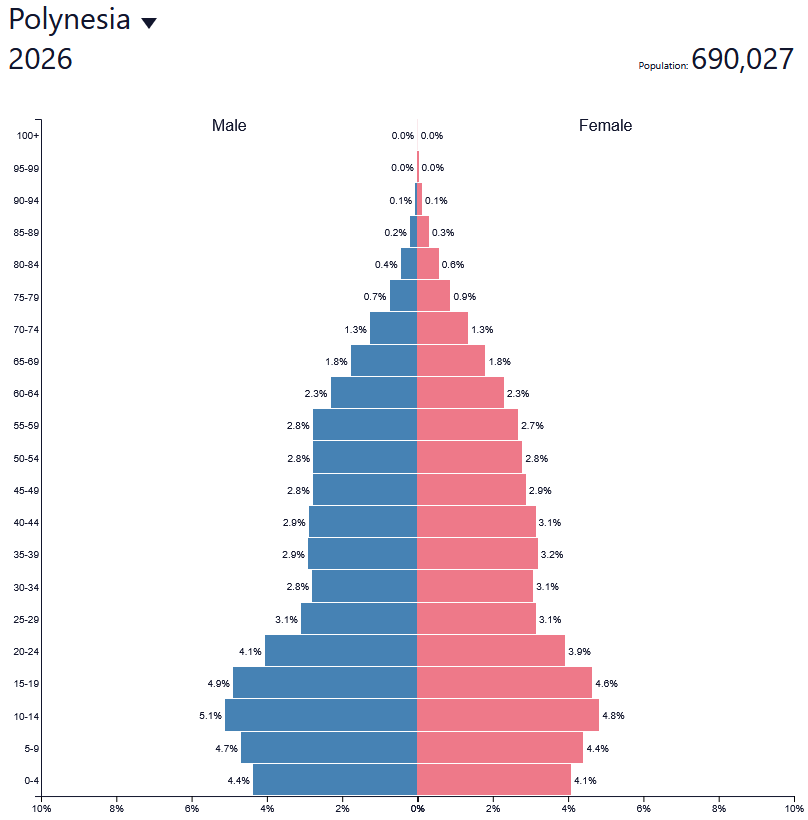 Polynesia
2026
Population: 690,027
Male Female
100+ 0.0% 0.0%
95-99 0.0% 0.0%
90-94 0.1% 0.1%
85-89 0.2% 0.3%
80-84 0.4% 0.6%
75-79 0.7% 0.9%
70-74 1.3% 1.3%
65-69 1.8% 1.8%
60-64 2.3% 2.3%
55-59 2.8% 2.7%
50-54 2.8% 2.8%
45-49 2.8% 2.9%
40-44 2.9% 3.1%
35-39 2.9% 3.2%
30-34 2.8% 3.1%
25-29 3.1% 3.1%
20-24 4.1% 3.9%
15-19 4.9% 4.6%
10-14 5.1% 4.8%
5-9 4.7% 4.4%
0-4 4.4% 4.1%
10% 8% 6% 4% 2% 0% 2% 4% 6% 8% 10%